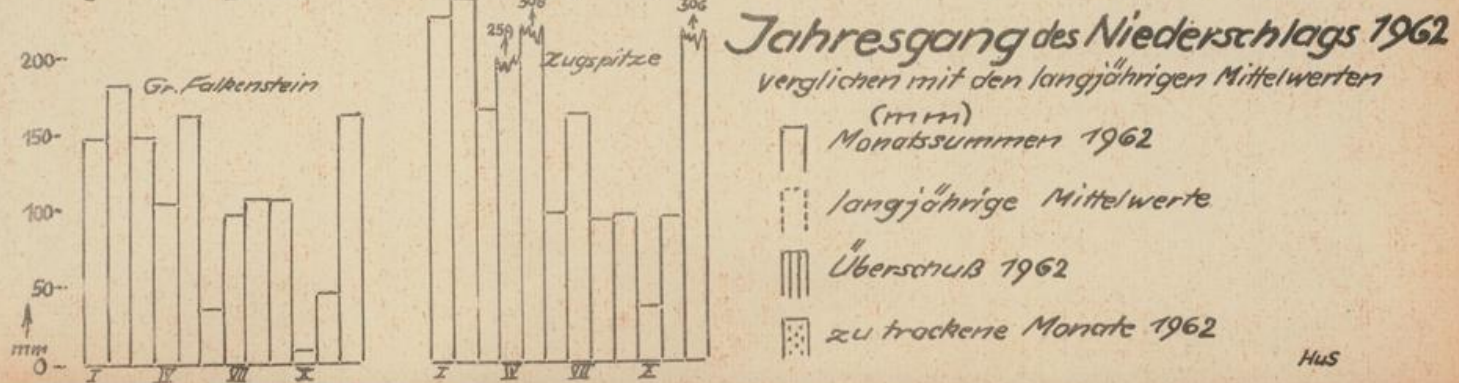 306
259
306
200
Gr. Falkenstein
Zugspitze
150
100
50
mm
0
I IV VII X
I IV VII X
Jahresgang des Niederschlags 1962
verglichen mit den langjährigen Mittelwerten
(mm)
Monatssummen 1962
langjährige Mittelwerte
Überschuß 1962
zu trockene Monate 1962
HuS